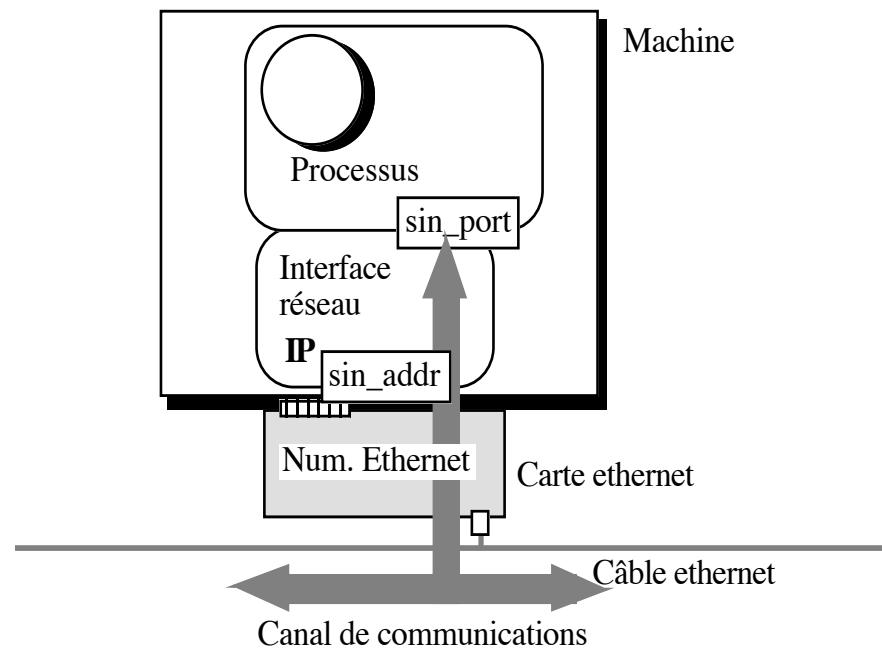 Machine
Processus
sin_port
Interface
réseau
IP
sin_addr
Num. Ethernet
Carte ethernet
Câble ethernet
Canal de communications